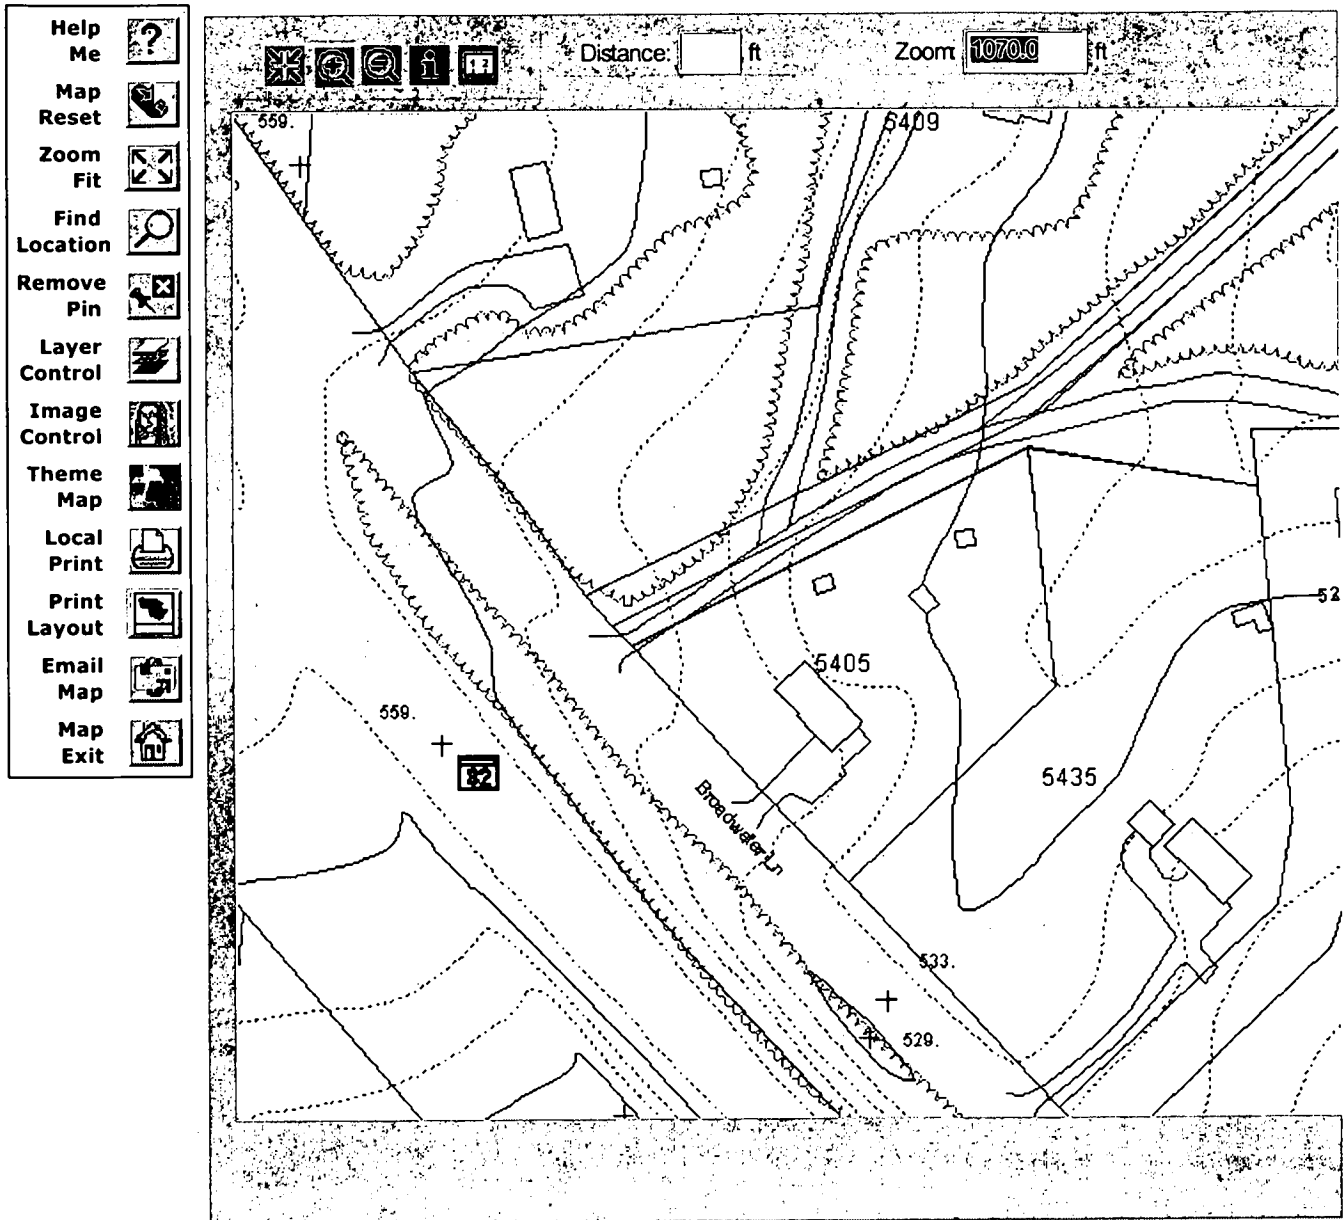 Help
Me
Map
Reset
Zoom
Fit
Find
Location
Remove
Pin
Layer
Control
Image
Control
Theme
Map
Local
Print
Print
Layout
Email
Map
Map
Exit
Distance: ft Zoom: 1070.0 ft
559.
5409
52
5405
559.
32
5435
Broadwater Ln
533.
529.